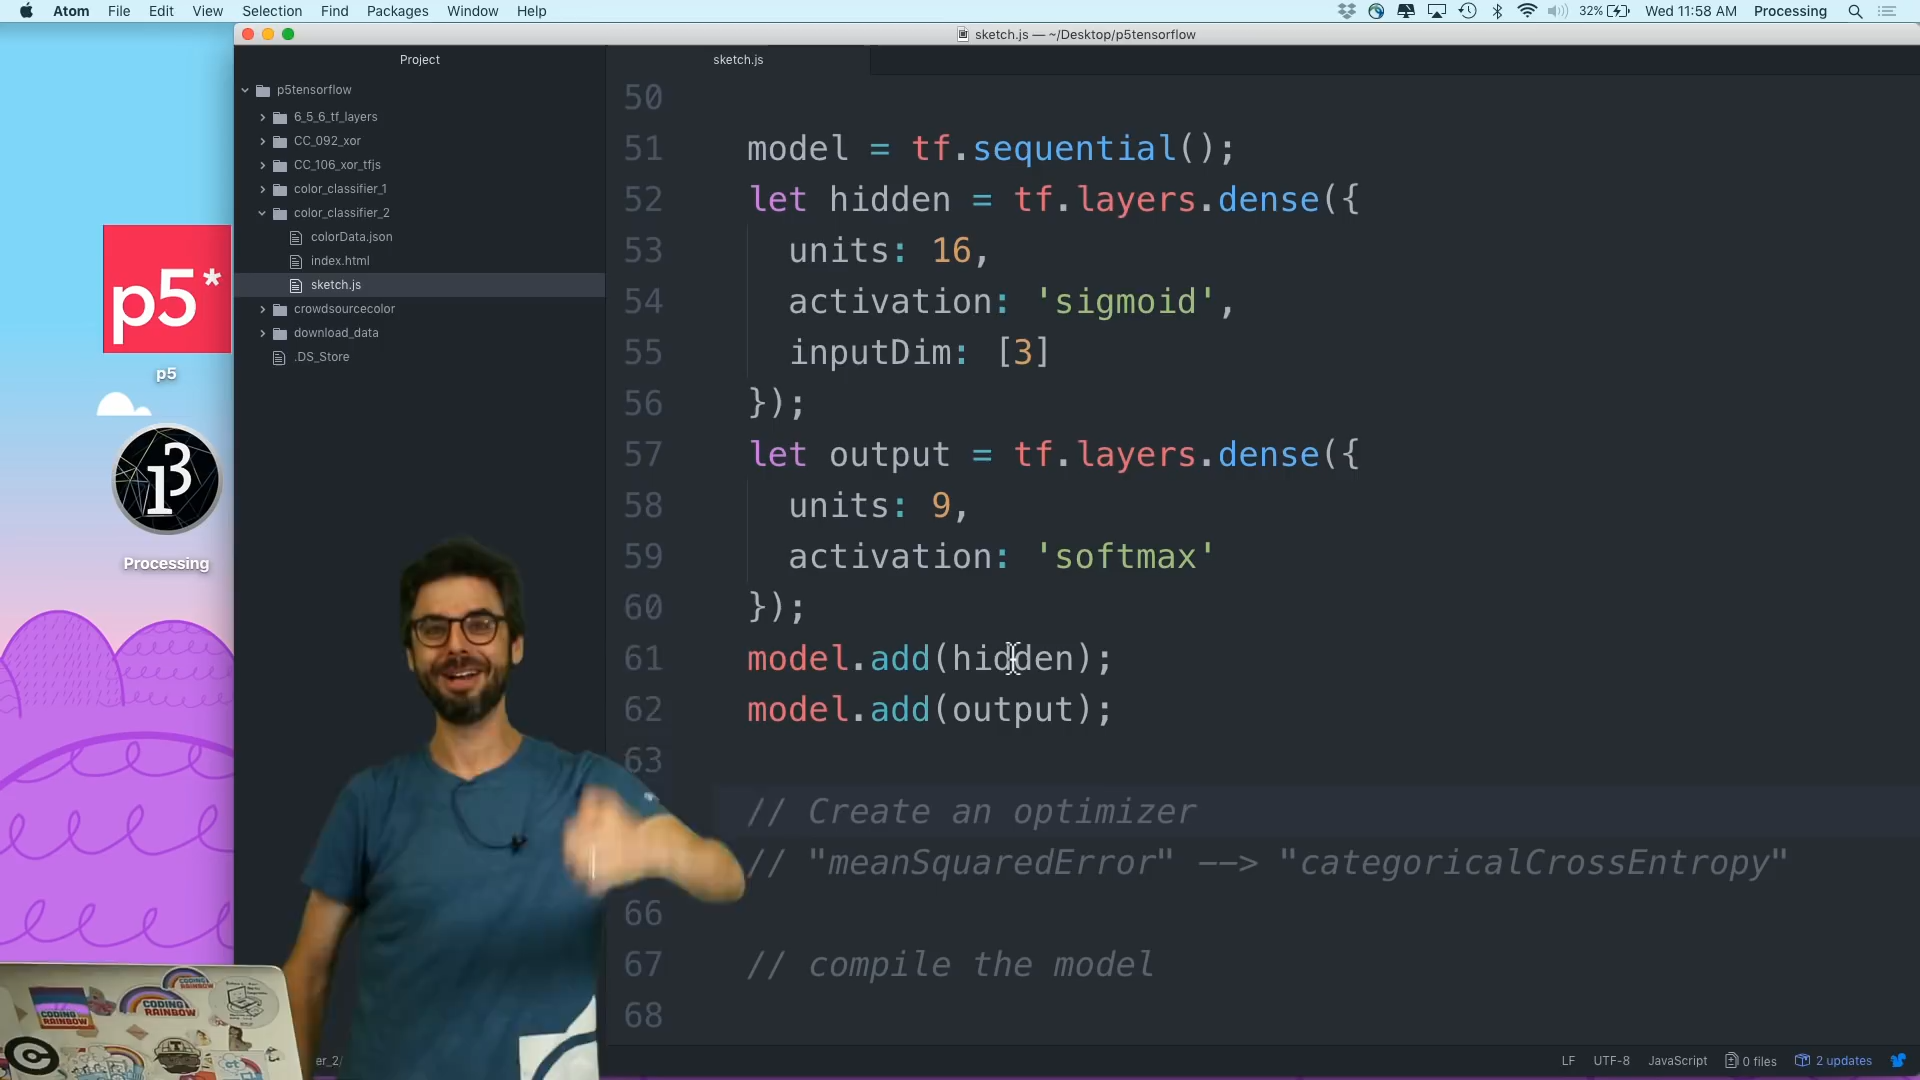 Atom File Edit View Selection Find Packages Window Help
32% Wed 11:58 AM Processing
sketch.js — ~/Desktop/p5tensorflow
Project
sketch.js
p5tensorflow
6_5_6_tf_layers
CC_092_xor
CC_106_xor_tfjs
color_classifier_1
color_classifier_2
colorData.json
index.html
sketch.js
crowdsourcecolor
download_data
.DS_Store
p5*
p5
Processing
50
51 model = tf.sequential();
52 let hidden = tf.layers.dense({
53 units: 16,
54 activation: 'sigmoid',
55 inputDim: [3]
56 });
57 let output = tf.layers.dense({
58 units: 9,
59 activation: 'softmax'
60 });
61 model.add(hidden);
62 model.add(output);
63
// Create an optimizer
// "meanSquaredError" --> "categoricalCrossEntropy"
66
67 // compile the model
68
CODING
RAINBOW
CODING
RAINBOW
er_2/
LF UTF-8 JavaScript 0 files 2 updates